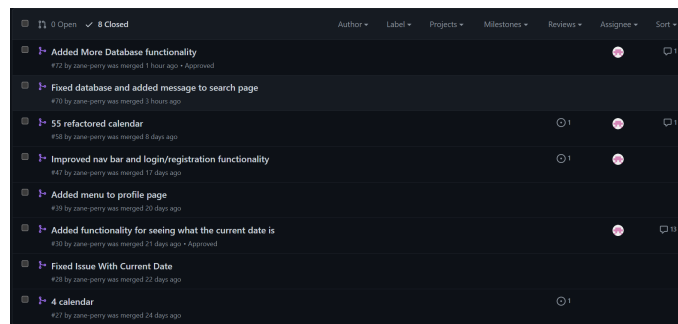 0 Open 8 Closed Author Label Projects Milestones Reviews Assignee Sort
Added More Database functionality 1
#72 by zane-perry was merged 1 hour ago • Approved
Fixed database and added message to search page
#70 by zane-perry was merged 3 hours ago
55 refactored calendar 1 1
#58 by zane-perry was merged 8 days ago
Improved nav bar and login/registration functionality 1
#47 by zane-perry was merged 17 days ago
Added menu to profile page
#39 by zane-perry was merged 20 days ago
Added functionality for seeing what the current date is 13
#30 by zane-perry was merged 21 days ago • Approved
Fixed Issue With Current Date
#28 by zane-perry was merged 22 days ago
4 calendar 1
#27 by zane-perry was merged 24 days ago